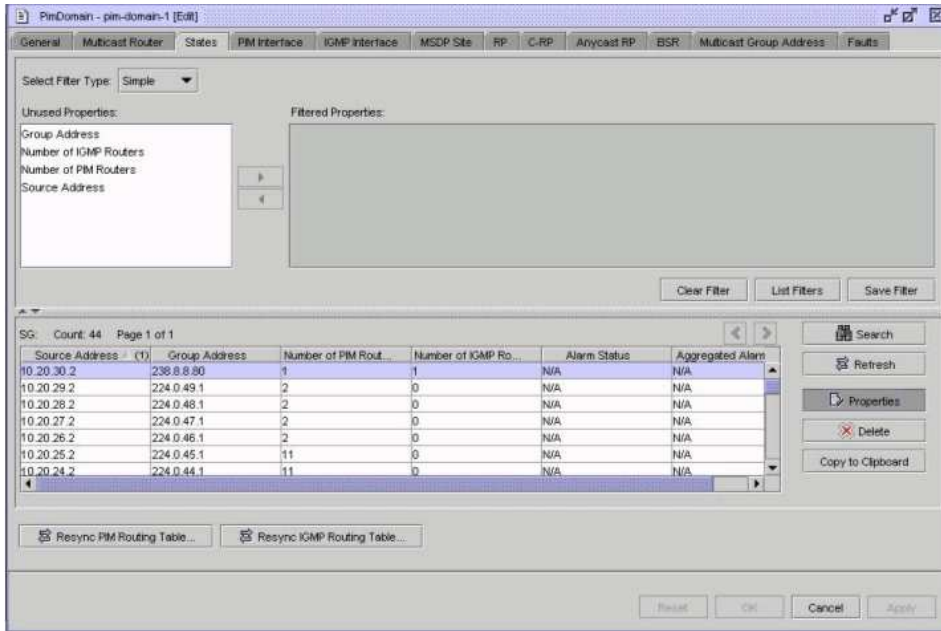 PimDomain - pim-domain-1 [Edit]
General Multicast Router States PIM Interface IGMP Interface MSDP Site RP C-RP Anycast RP BSR Multicast Group Address Faults
Select Filter Type: Simple
Unused Properties: Filtered Properties:
Group Address
Number of IGMP Routers
Number of PIM Routers
Source Address
Clear Filter List Filters Save Filter
SG: Count: 44 Page 1 of 1 Search
Source Address (1) Group Address Number of PIM Rout... Number of IGMP Ro... Alarm Status Aggregated Alarm
10.20.30.2 238.8.8.80 1 1 N/A N/A
Refresh
10.20.29.2 224.0.49.1 2 0 N/A N/A
10.20.28.2 224.0.48.1 2 0 N/A N/A
Properties
10.20.27.2 224.0.47.1 2 0 N/A N/A
10.20.26.2 224.0.46.1 2 0 N/A N/A
Delete
10.20.25.2 224.0.45.1 11 0 N/A N/A
Copy to Clipboard
10.20.24.2 224.0.44.1 11 0 N/A N/A
Resync PIM Routing Table... Resync IGMP Routing Table...
Reset OK Cancel Apply